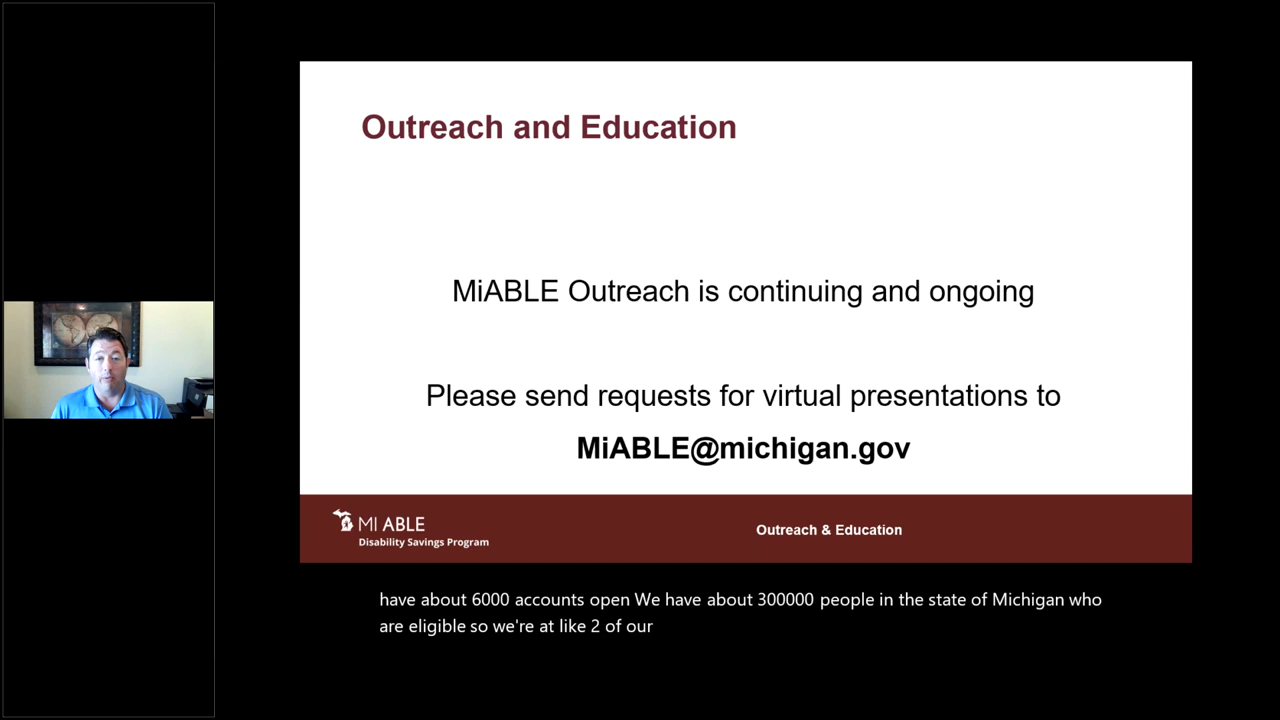 Outreach and Education
MiABLE Outreach is continuing and ongoing
Please send requests for virtual presentations to
MiABLE@michigan.gov
MI ABLE
Disability Savings Program
Outreach & Education
have about 6000 accounts open We have about 300000 people in the state of Michigan who
are eligible so we're at like 2 of our